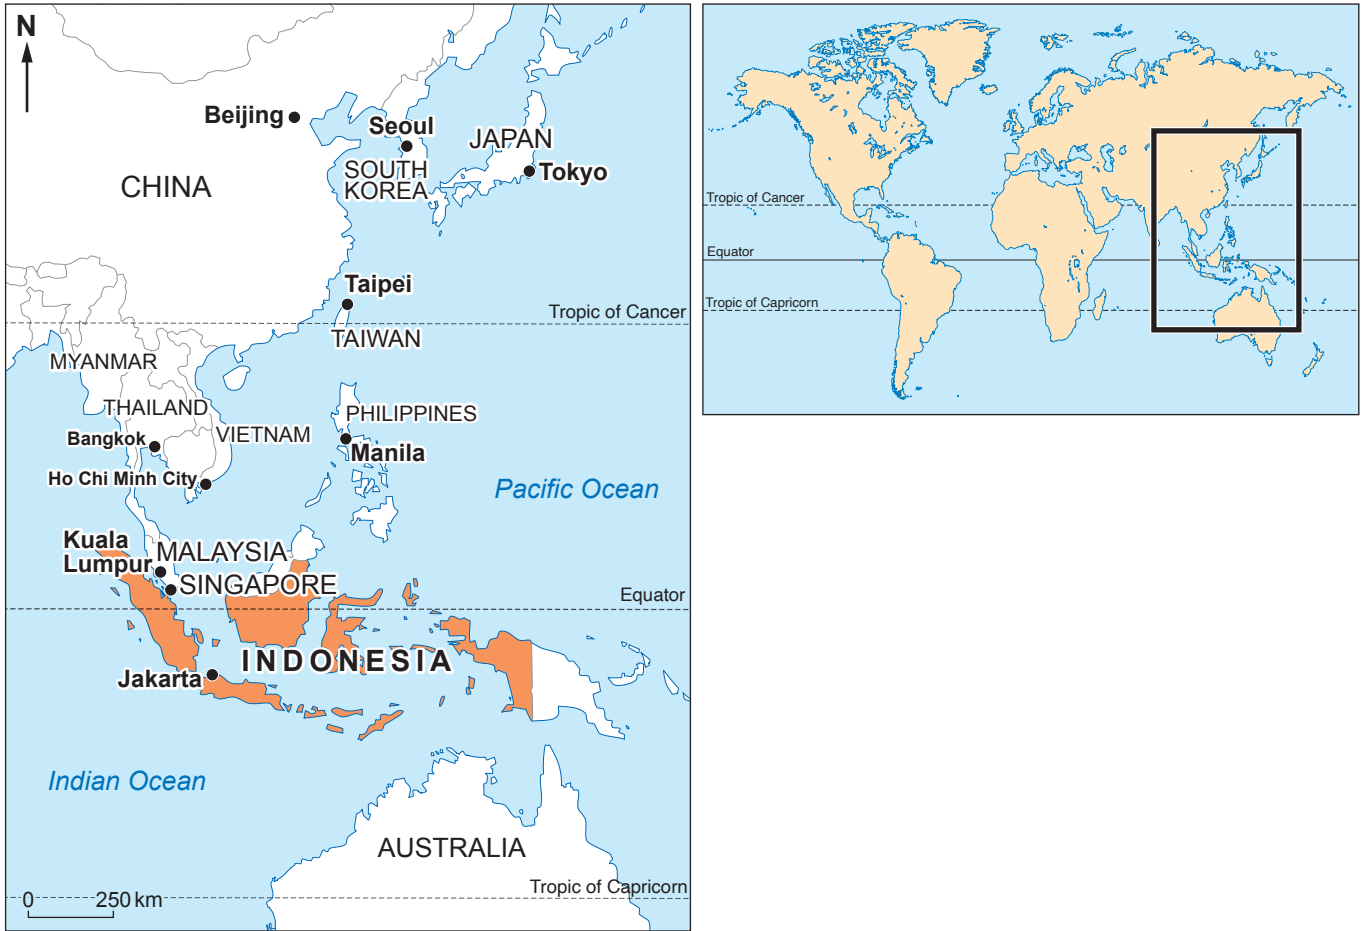 N
Beijing
Seoul
JAPAN
SOUTH
KOREA
Tokyo
CHINA
Taipei
Tropic of Cancer
TAIWAN
MYANMAR
THAILAND
PHILIPPINES
VIETNAM
Bangkok
Manila
Ho Chi Minh City
Pacific Ocean
Kuala
Lumpur
MALAYSIA
SINGAPORE
Equator
INDONESIA
Jakarta
Indian Ocean
AUSTRALIA
Tropic of Capricorn
0 250 km
Tropic of Cancer
Equator
Tropic of Capricorn